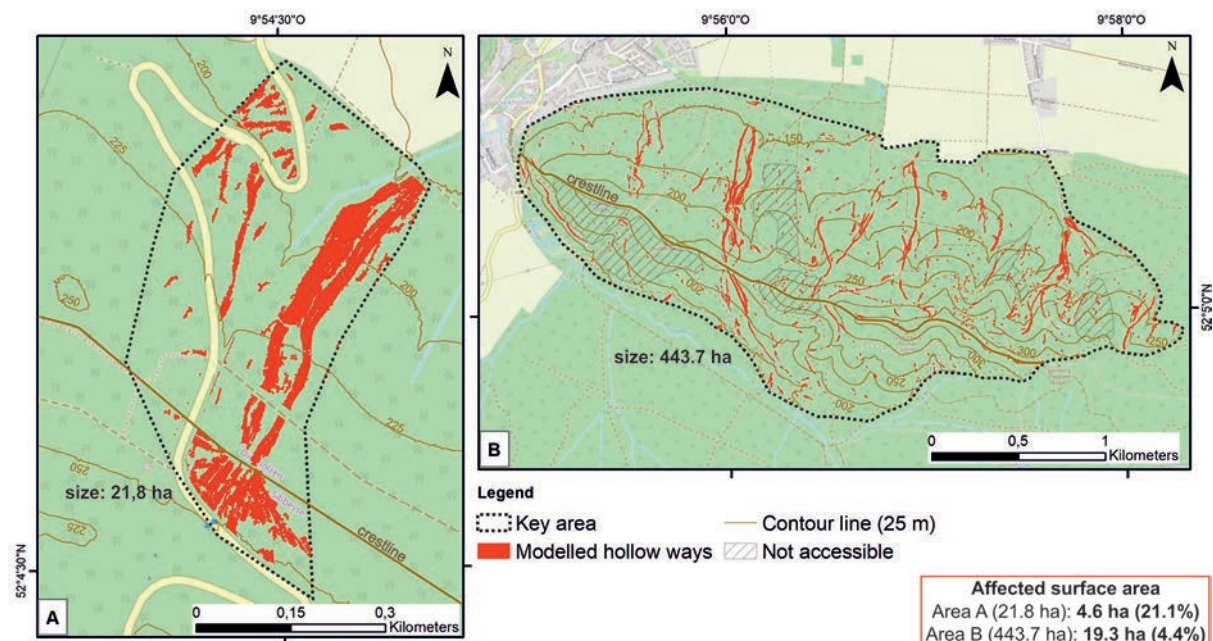 9°54'30"O
9°56'0"O
9°58'0"O
N
200
225
250
200
225
250
225
crestline
size: 21,8 ha
52°4'30"N
A
0
0,15
0,3
Kilometers
N
150
200
crestline
200
250
300
300
250
250
200
size: 443.7 ha
52°5'0"N
B
0
0,5
1
Kilometers
Legend
Key area
Contour line (25 m)
Modelled hollow ways
Not accessible
Affected surface area
Area A (21.8 ha): 4.6 ha (21.1%)
Area B (443.7 ha): 19.3 ha (4.4%)